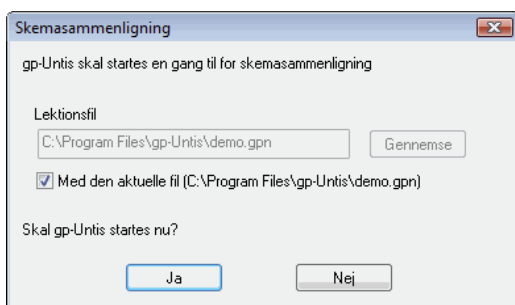 Skemasammenligning
gp-Untis skal startes en gang til for skemasammenligning
Lektionsfil
C:\Program Files\gp-Untis\demo.gpn
Gennemse
Med den aktuelle fil (C:\Program Files\gp-Untis\demo.gpn)
Skal gp-Untis startes nu?
Ja
Nej